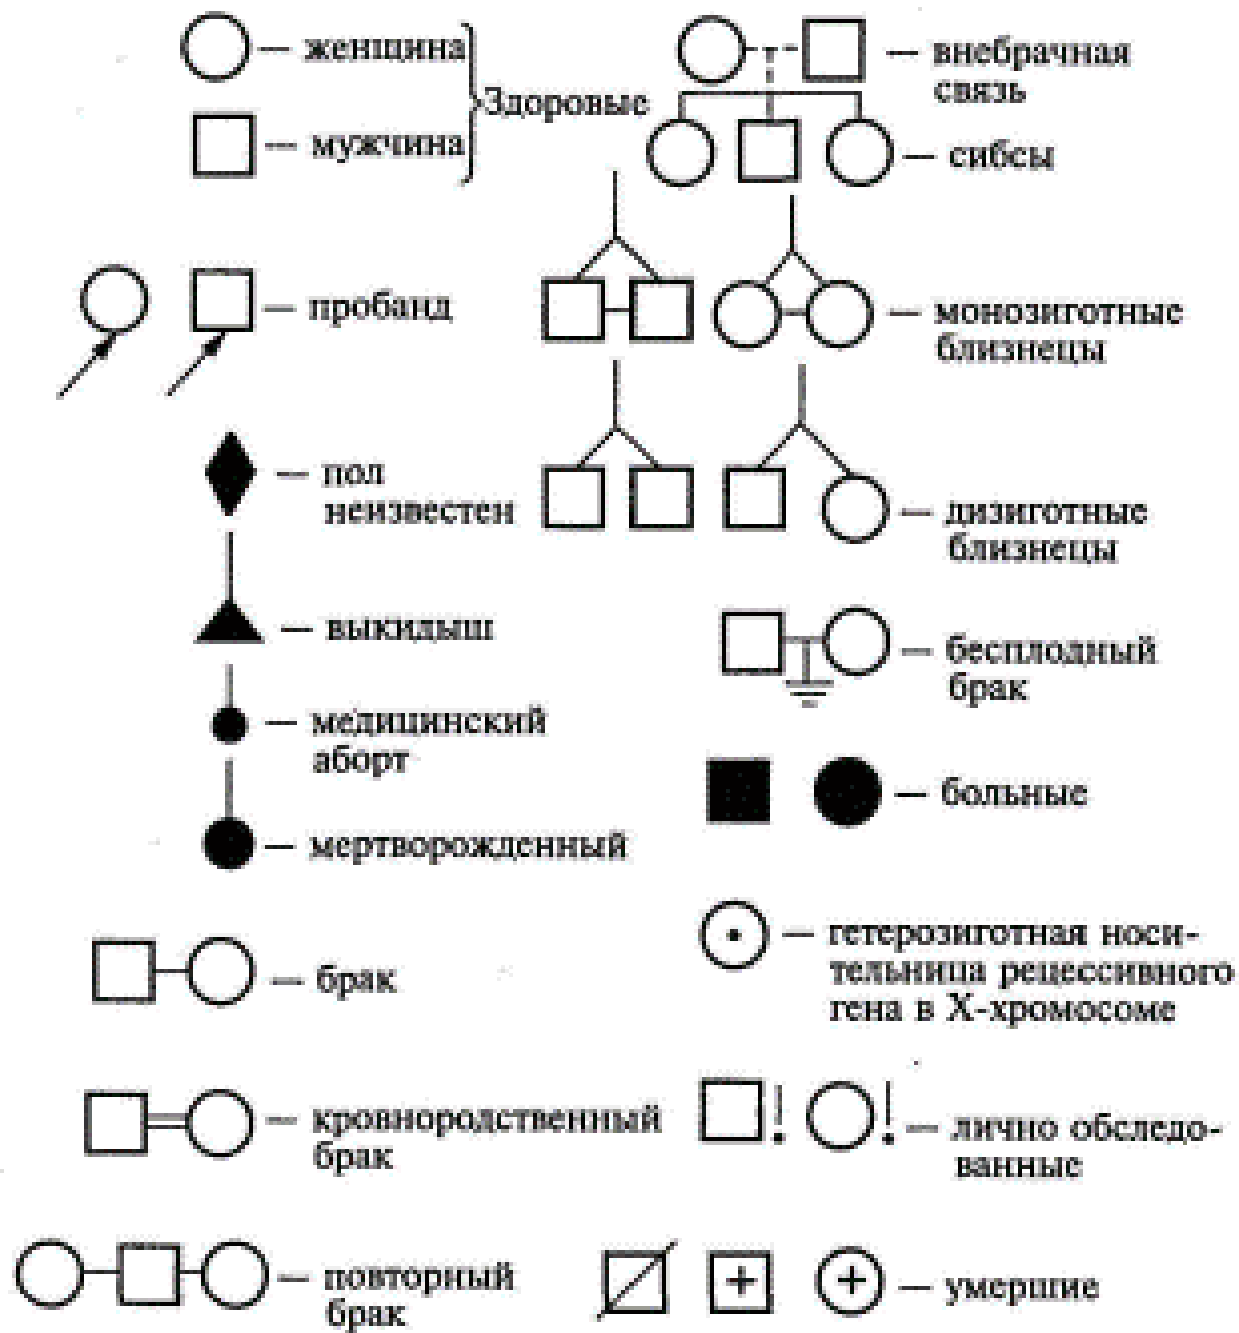 — женщина
— мужчина
Здоровые
— пробанд
— пол
неизвестен
— выкидыш
— медицинский
аборт
— мертворожденный
— брак
— кровнородственный
брак
— повторный
брак
— внебрачная
связь
— сибсы
— монозиготные
близнецы
— дизиготные
близнецы
— бесплодный
брак
— больные
— гетерозиготная носи-
тельница рецессивного
гена в X-хромосоме
! ! — лично обследо-
ванные
+ + — умершие